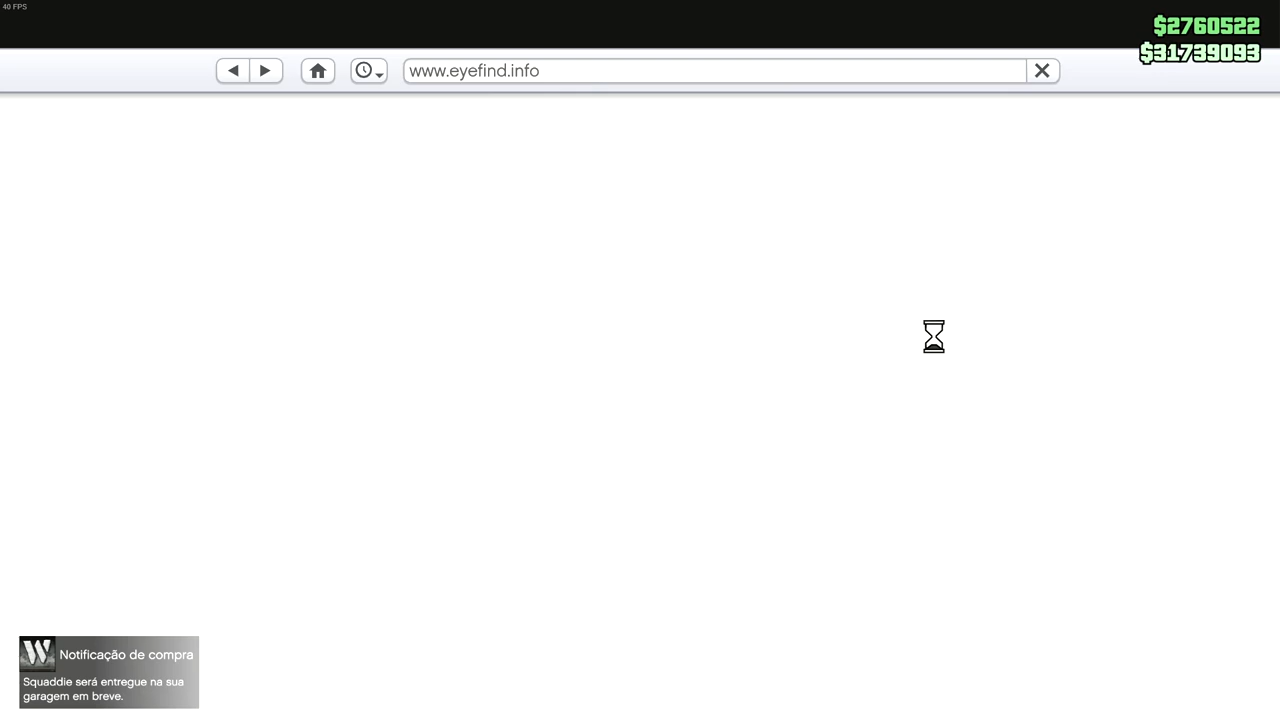 40 FPS
$2760522
$31739093
www.eyefind.info
Notificação de compra
Squaddie será entregue na sua
garagem em breve.